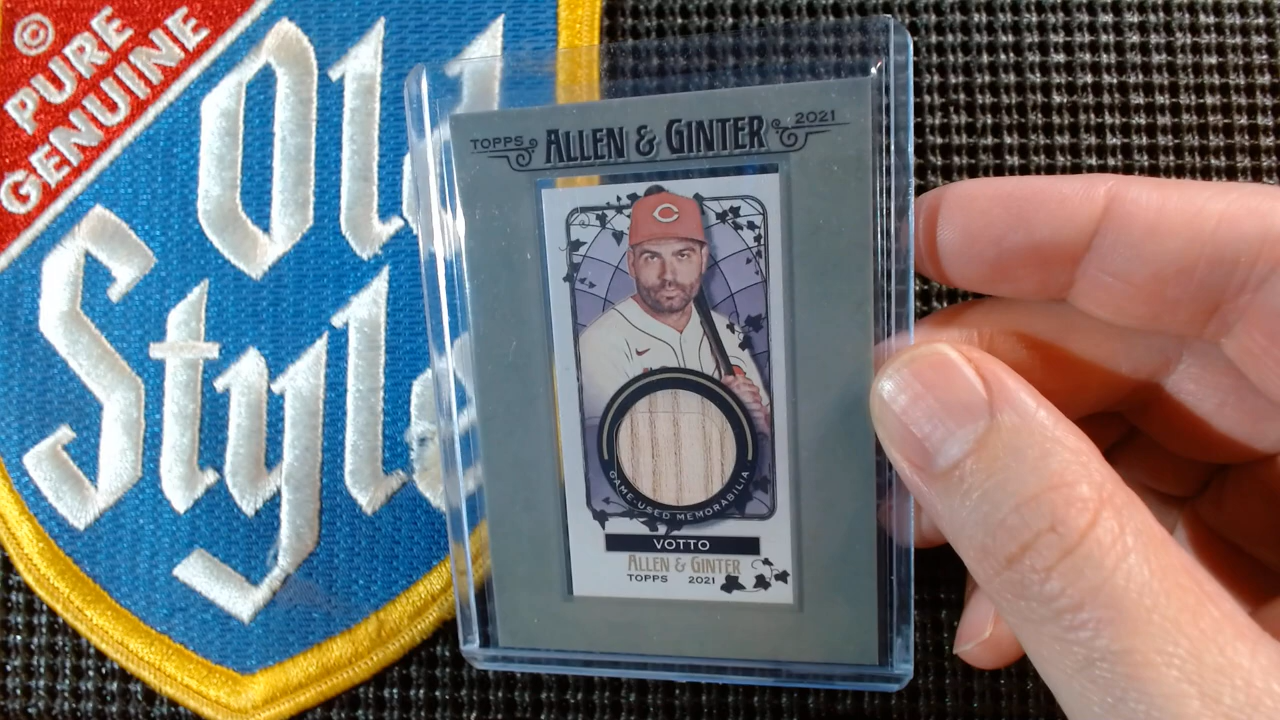 ©
PURE
GENUINE
Old
Style
TOPPS ALLEN & GINTER 2021
C
GAME-USED MEMORABILIA
VOTTO
ALLEN & GINTER
TOPPS 2021